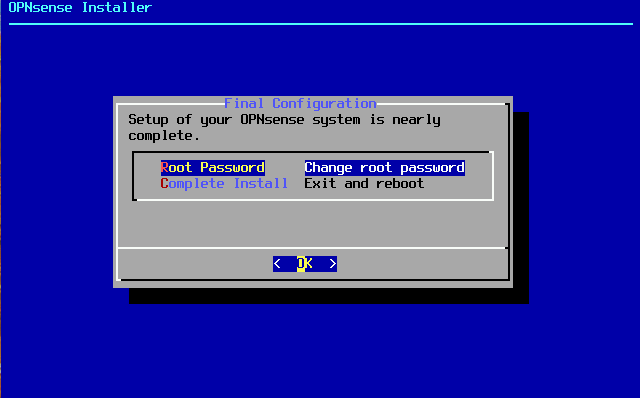 OPNsense Installer
Final Configuration
Setup of your OPNsense system is nearly
complete.
Root Password Change root password
Complete Install Exit and reboot
< OK >